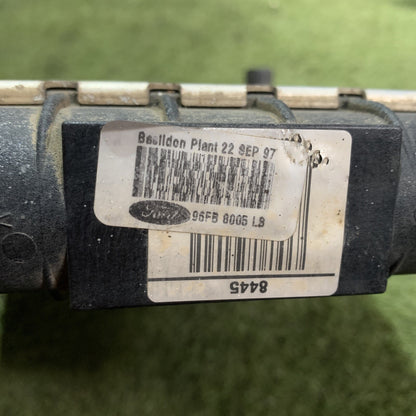 Basildon Plant 22 SEP 97
Ford
96FB 8005 LB
8445